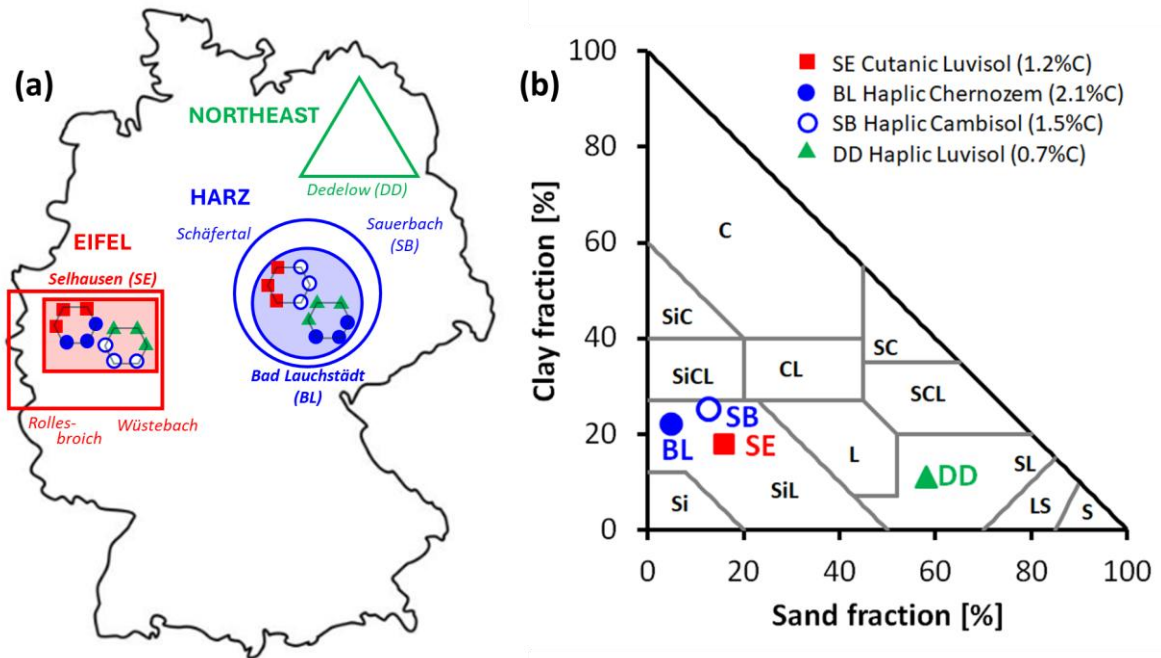 (a)
NORTHEAST
Dedelow (DD)
HARZ
Schäfertal
Sauerbach
(SB)
EIFEL
Selhausen (SE)
Bad Lauchstädt
(BL)
Rolles-
broich
Wüstebach
(b)
SE Cutanic Luvisol (1.2%C)
BL Haplic Chernozem (2.1%C)
SB Haplic Cambisol (1.5%C)
DD Haplic Luvisol (0.7%C)
Clay fraction [%]
100
80
60
40
20
0
C
SiC
SC
SiCL
CL
SCL
SB
BL
SE
L
SL
DD
Si
SiL
LS
S
0
20
40
60
80
100
Sand fraction [%]